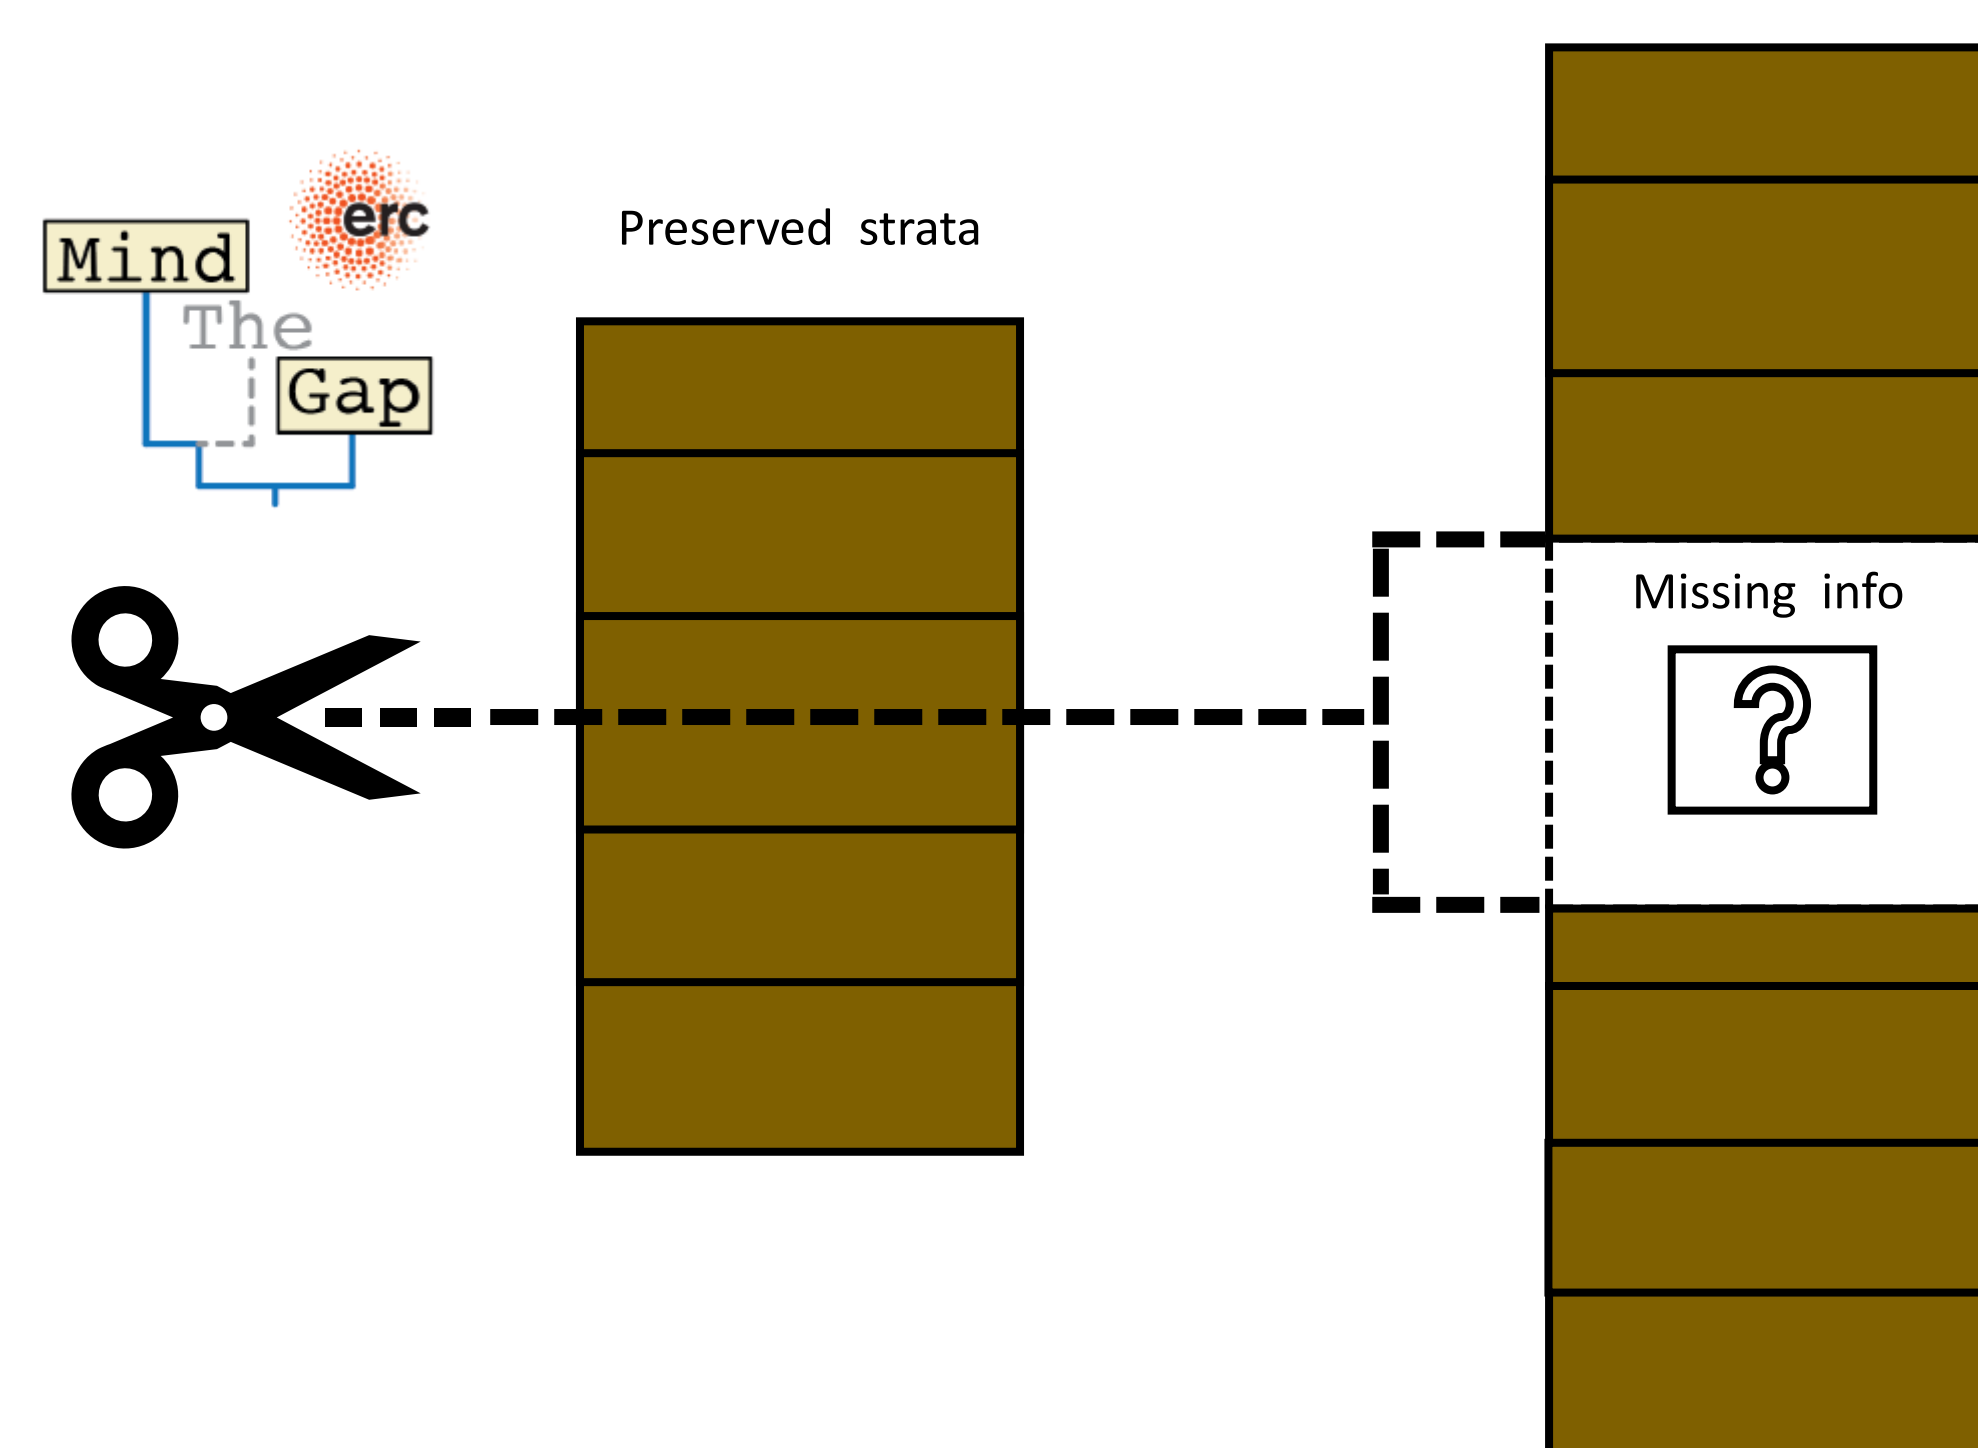 erc
Mind
The
Gap
Preserved strata
Missing info
?